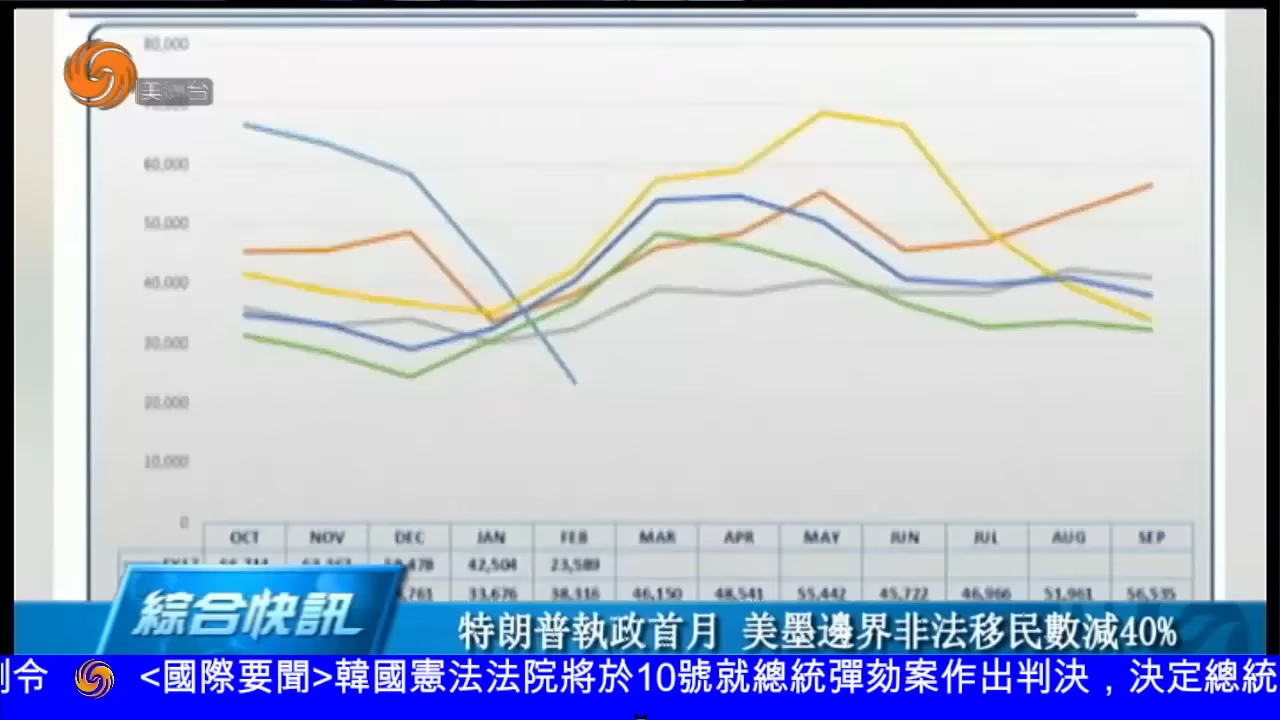 80,000
美洲台
60,000
50,000
40,000
30,000
20,000
10,000
0
OCT NOV DEC JAN FEB MAR APR MAY JUN JUL AUG SEP
42,504 23,589
33,676 38,316 46,150 48,541 55,442 45,722 46,966 51,961 56,535
綜合快訊
特朗普執政首月 美墨邊界非法移民數減40%
令 <國際要聞>韓國憲法法院將於10號就總統彈劾案作出判決，決定總統